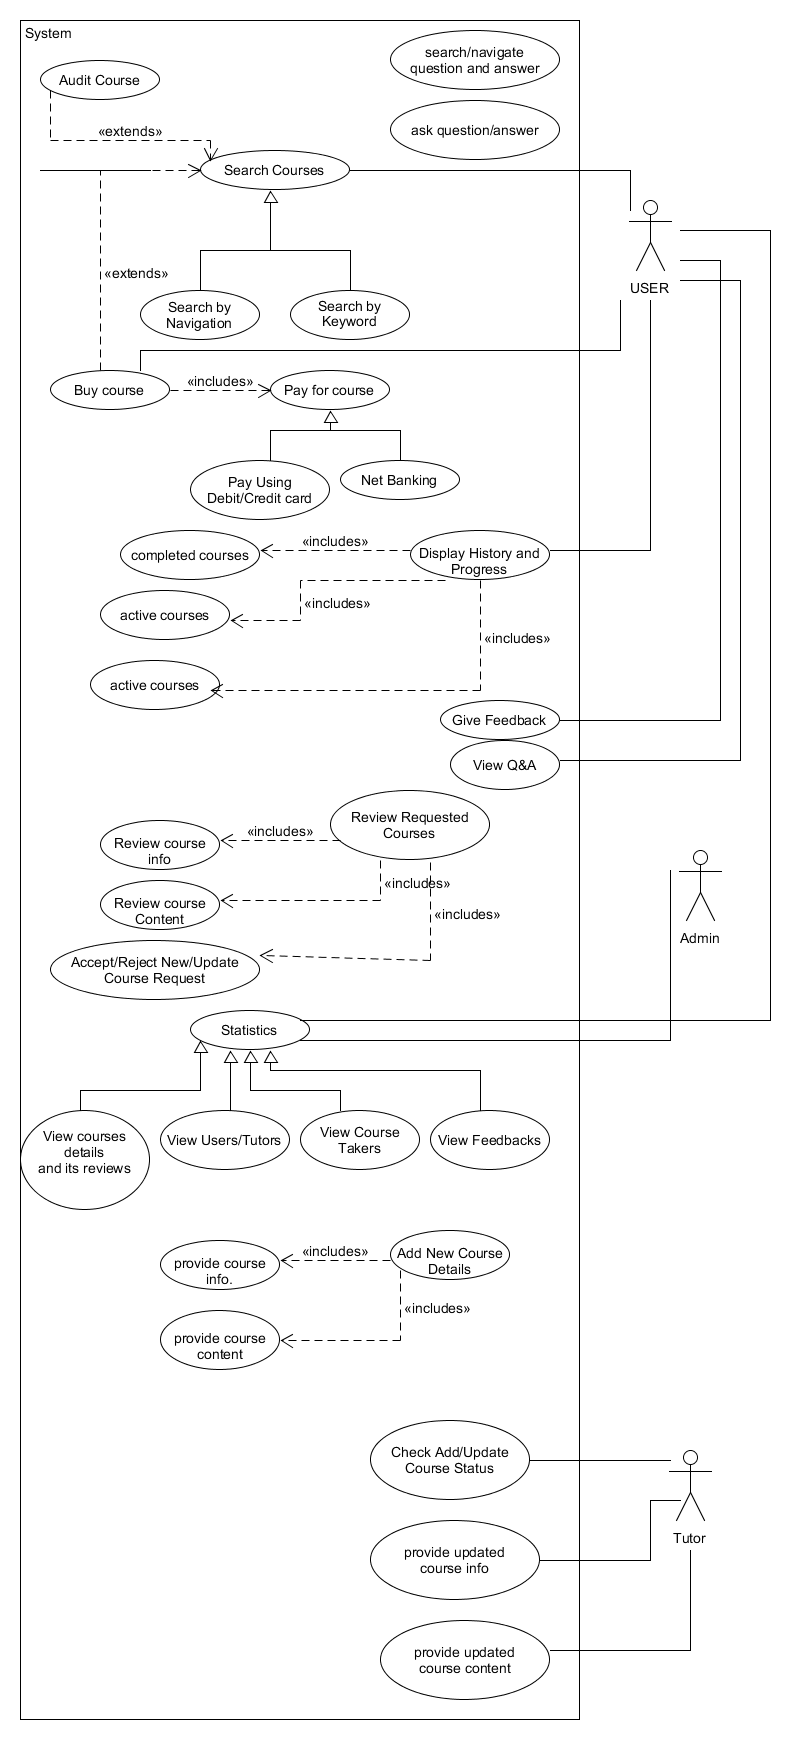 System
search/navigate
question and answer
Audit Course
ask question/answer
«extends»
Search Courses
«extends»
USER
Search by
Navigation
Search by
Keyword
Buy course
«includes»
Pay for course
Pay Using
Debit/Credit card
Net Banking
completed courses
«includes»
Display History and
Progress
active courses
«includes»
«includes»
active courses
Give Feedback
View Q&A
Review Requested
Courses
Review course
info
«includes»
Review course
Content
«includes»
«includes»
Admin
Accept/Reject New/Update
Course Request
Statistics
View courses
details
and its reviews
View Users/Tutors
View Course
Takers
View Feedbacks
provide course
info.
«includes»
Add New Course
Details
«includes»
provide course
content
Check Add/Update
Course Status
Tutor
provide updated
course info
provide updated
course content